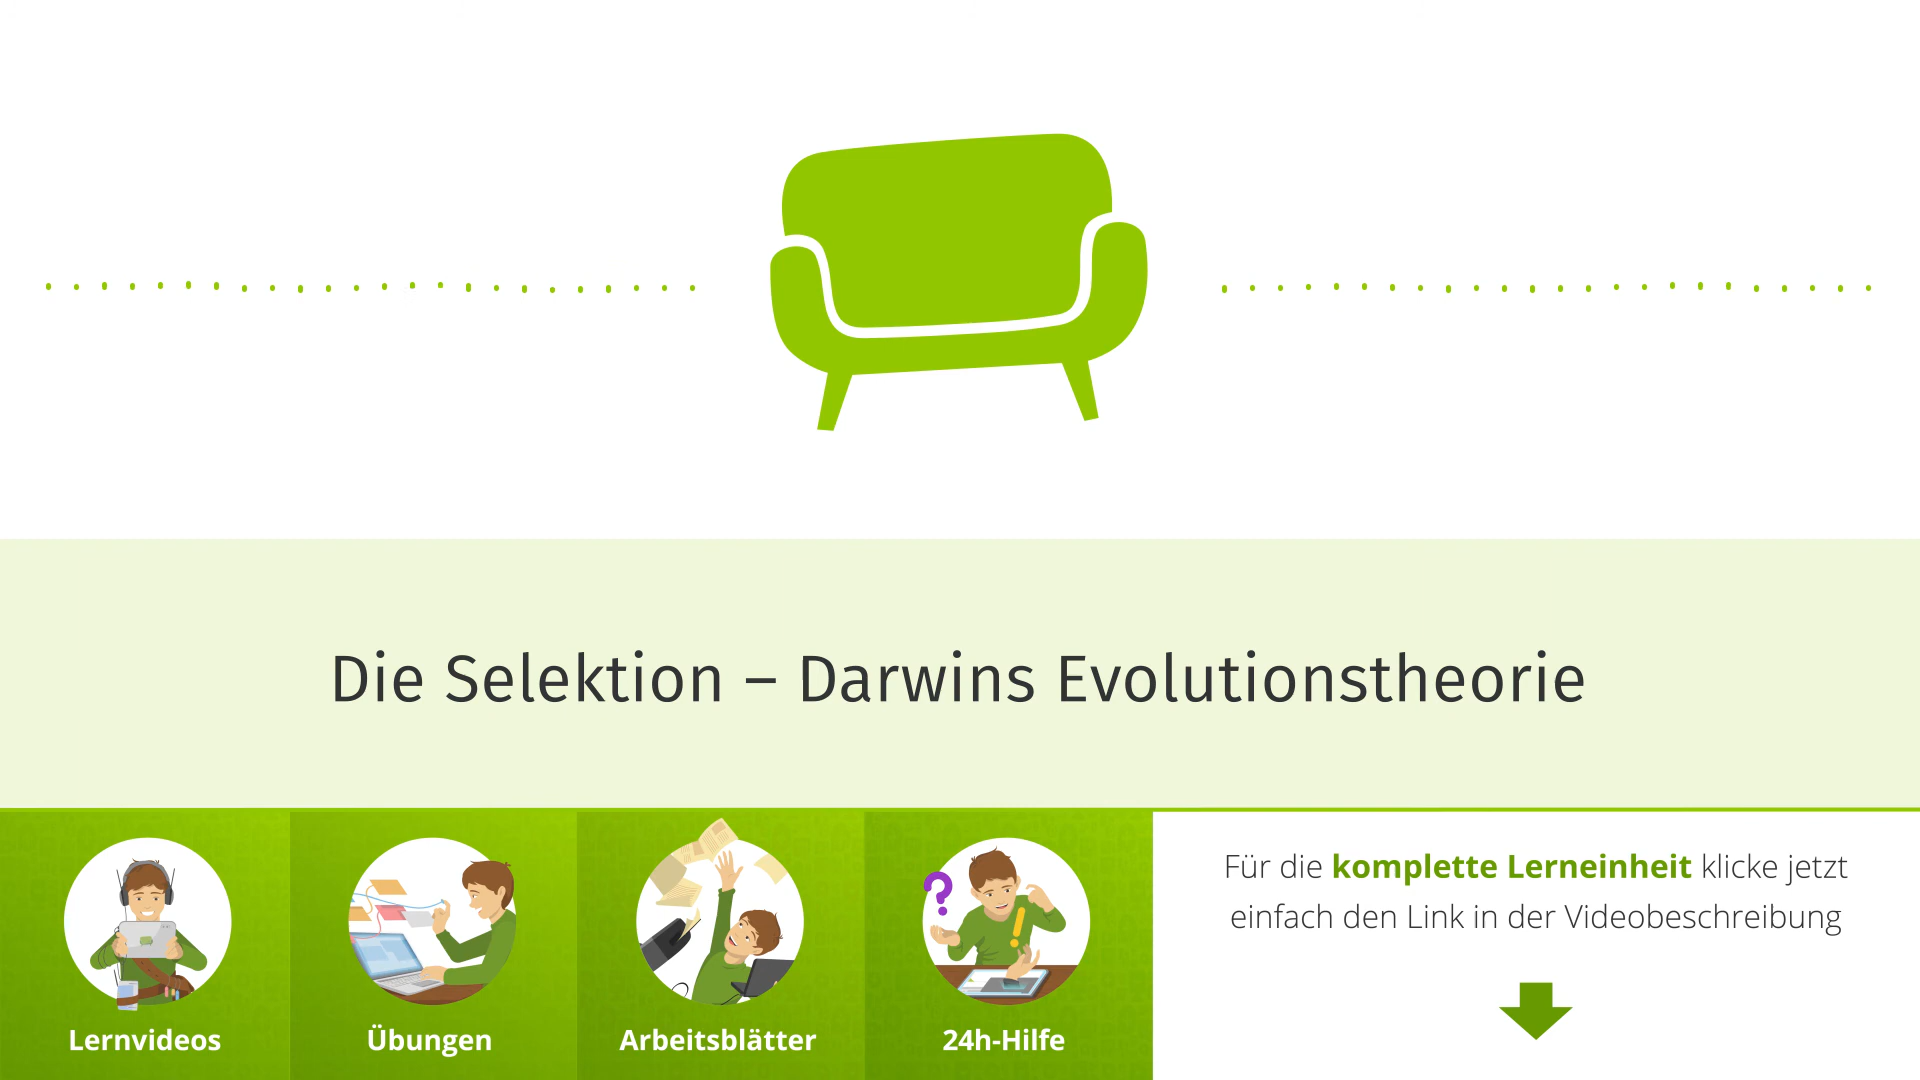 Die Selektion – Darwins Evolutionstheorie
Lernvideos
Übungen
Arbeitsblätter
24h-Hilfe
Für die komplette Lerneinheit klicke jetzt
einfach den Link in der Videobeschreibung